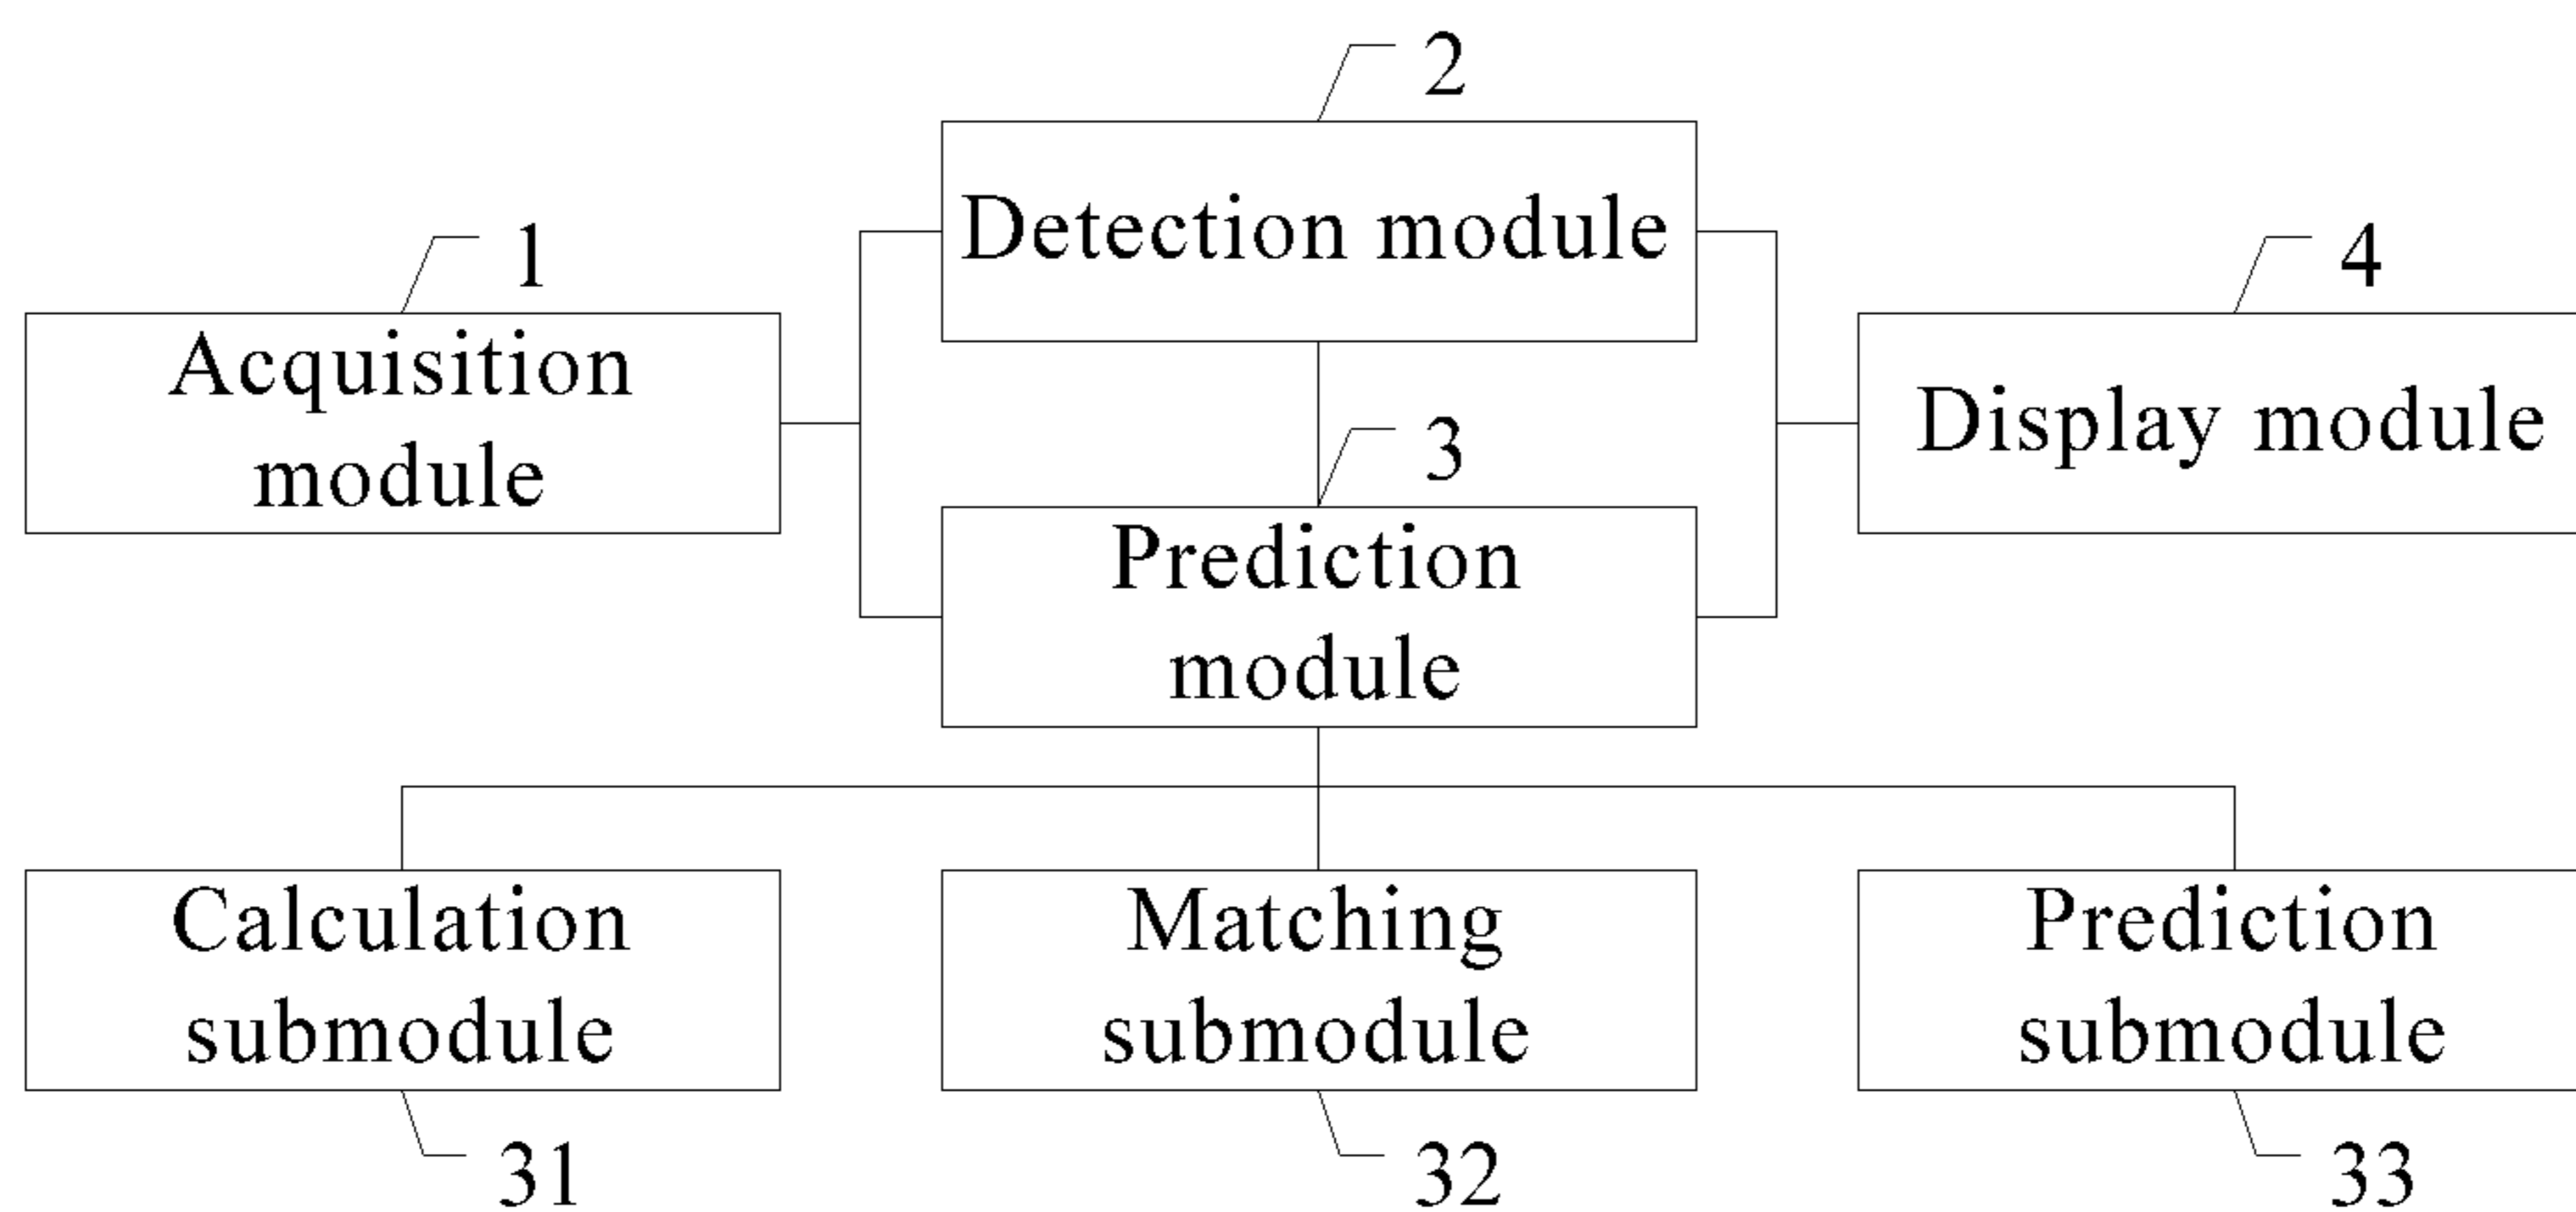 2
Detection module
1
Acquisition
module
4
Display module
3
Prediction
module
Calculation
submodule
31
Matching
submodule
32
Prediction
submodule
33